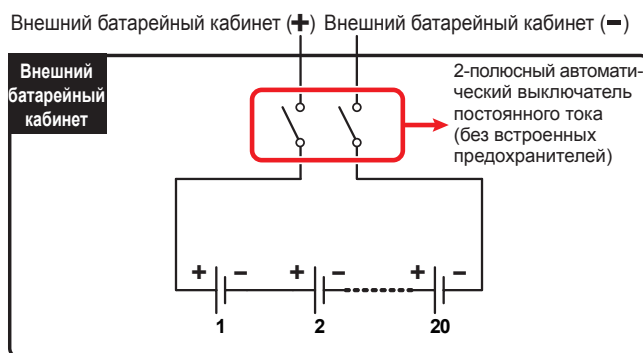 Внешний батарейный кабинет (+) Внешний батарейный кабинет (−)
Внешний
батарейный
кабинет
2-полюсный автомати-
ческий выключатель
постоянного тока
(без встроенных
предохранителей)
+ − + − + −
1 2 20